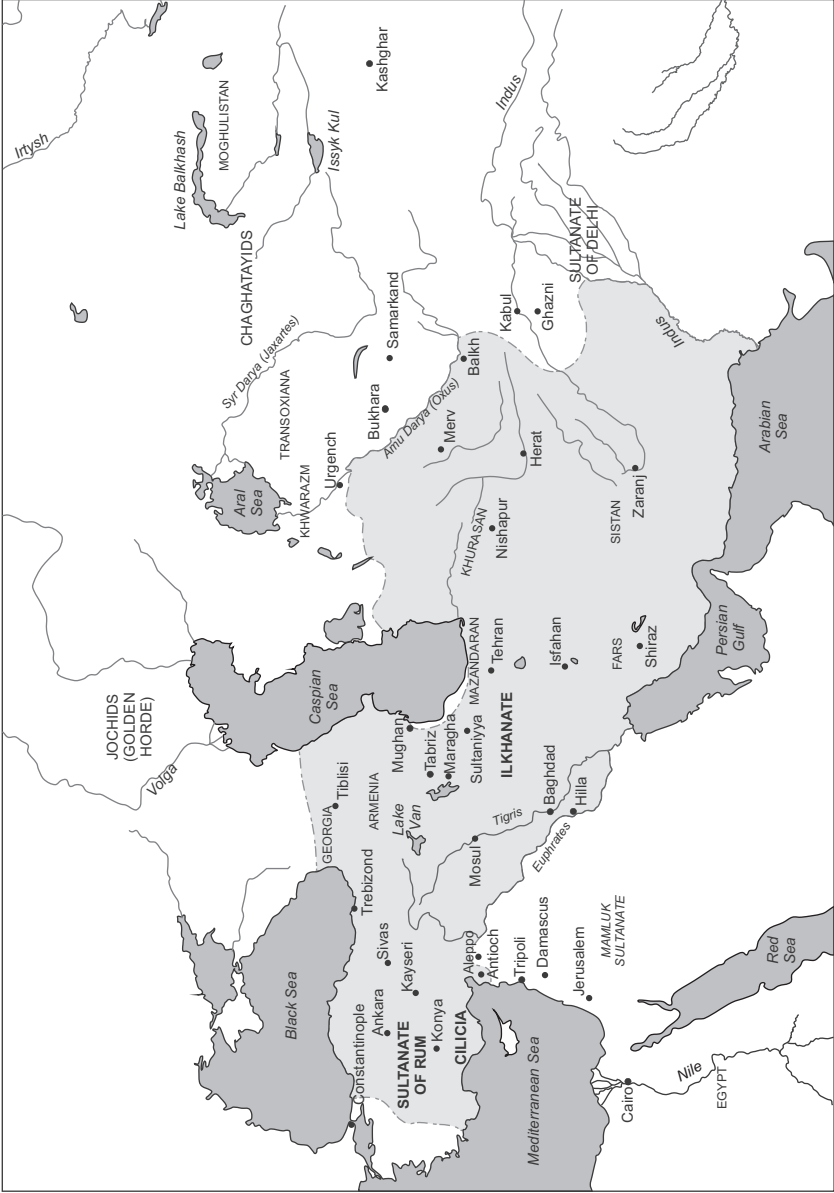 Irtysh
Lake Balkhash
MOGHULISTAN
Issyk Kul
Kashghar
CHAGHATAYIDS
Syr Darya (Jaxartes)
TRANSOXIANA
Samarkand
Bukhara
Amu Darya (Oxus)
Aral
Sea
KHWARAZM
Urgench
Indus
SULTANATE
OF DELHI
Kabul
Ghazni
Balkh
Merv
Herat
Indus
KHURASAN
Nishapur
SISTAN
Zaranj
Arabian
Sea
JOCHIDS
(GOLDEN
HORDE)
Volga
Caspian
Sea
MAZANDARAN
Tehran
Isfahan
FARS
Shiraz
Persian
Gulf
Mughan
Tabriz
Maragha
Sultaniyya
ILKHANATE
GEORGIA
Tiblisi
ARMENIA
Lake
Van
Tigris
Baghdad
Hilla
Mosul
Euphrates
Black Sea
Trebizond
Sivas
Kayseri
Ankara
Constantinople
SULTANATE
OF RUM
Konya
CILICIA
Aleppo
Antioch
Tripoli
Damascus
Jerusalem
MAMLUK
SULTANATE
Mediterranean Sea
Red
Sea
Cairo
Nile
EGYPT